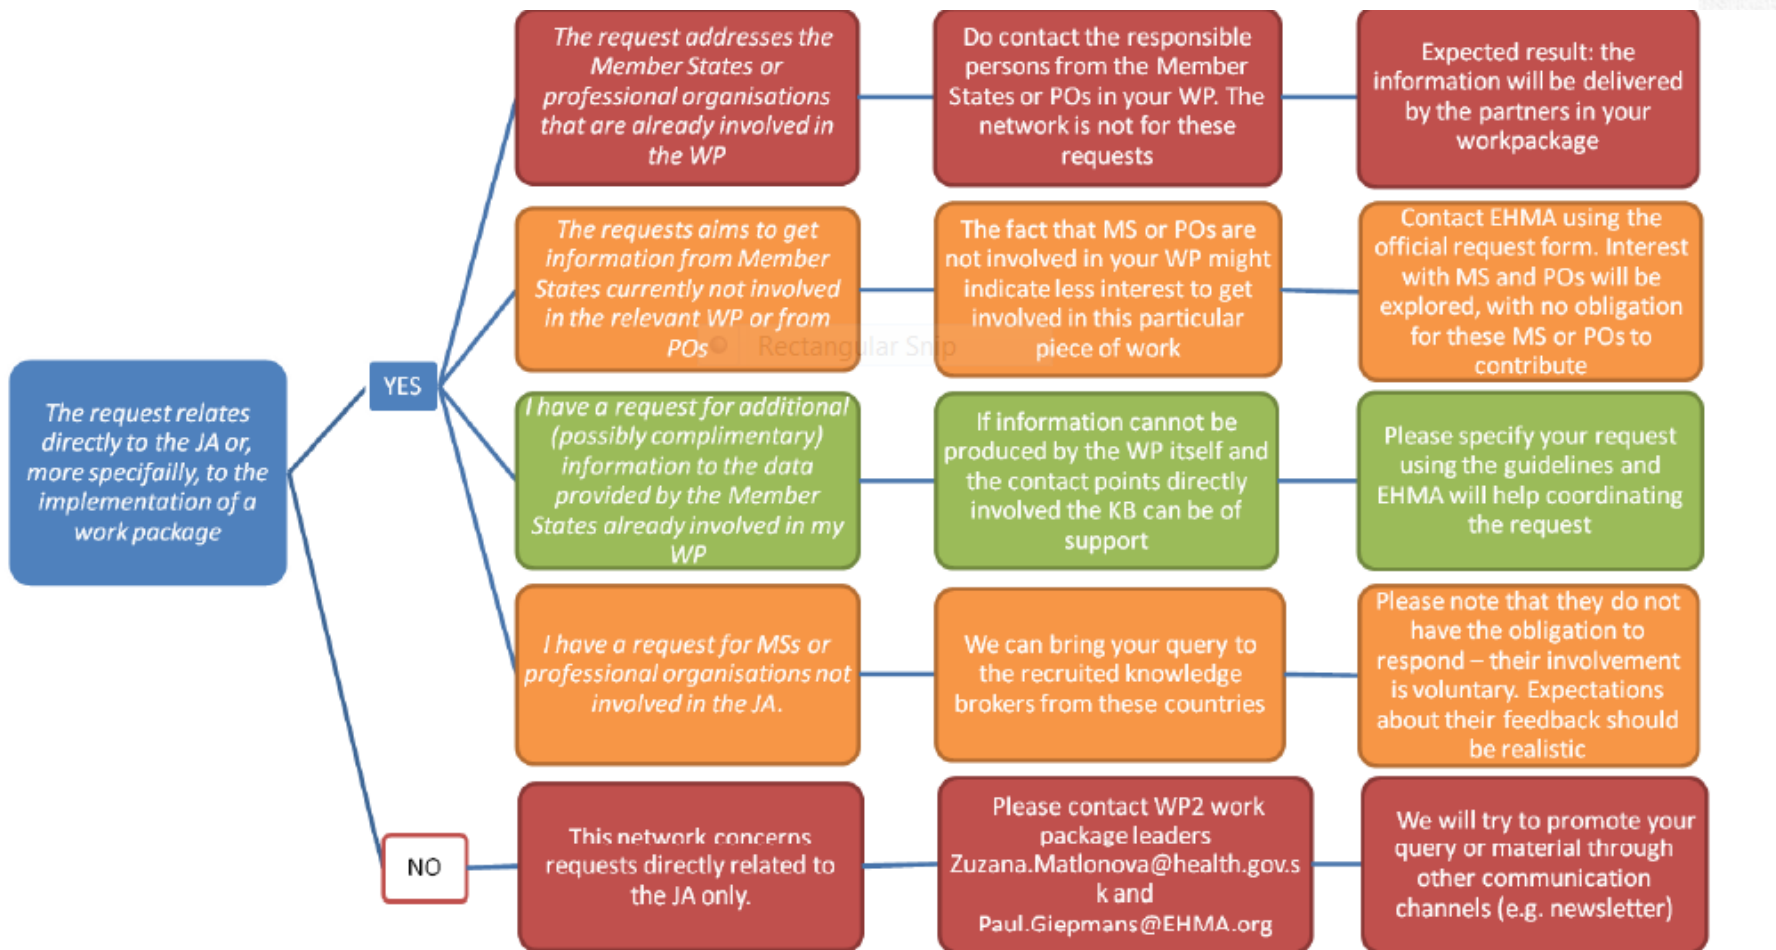 The request relates
directly to the JA or,
more specifailly, to the
implementation of a
work package
YES
The request addresses the
Member States or
professional organisations
that are already involved in
the WP
Do contact the responsible
persons from the Member
States or POs in your WP. The
network is not for these
requests
Expected result: the
information will be delivered
by the partners in your
workpackage
The requests aims to get
information from Member
States currently not involved
in the relevant WP or from
POs
The fact that MS or POs are
not involved in your WP might
indicate less interest to get
involved in this particular
piece of work
Contact EHMA using the
official request form. Interest
with MS and POs will be
explored, with no obligation
for these MS or POs to
contribute
Rectangular Snip
I have a request for additional
(possibly complimentary)
information to the data
provided by the Member
States already involved in my
WP
If information cannot be
produced by the WP itself and
the contact points directly
involved the KB can be of
support
Please specify your request
using the guidelines and
EHMA will help coordinating
the request
I have a request for MSs or
professional organisations not
involved in the JA.
We can bring your query to
the recruited knowledge
brokers from these countries
Please note that they do not
have the obligation to
respond – their involvement
is voluntary. Expectations
about their feedback should
be realistic
NO
This network concerns
requests directly related to
the JA only.
Please contact WP2 work
package leaders
Zuzana.Matlonova@health.gov.s
k and
Paul.Giepmans@EHMA.org
We will try to promote your
query or material through
other communication
channels (e.g. newsletter)